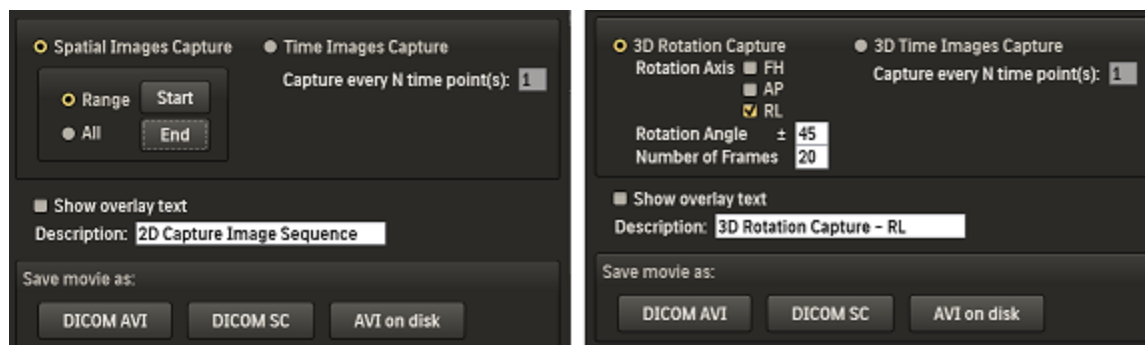 Spatial Images Capture
Time Images Capture
Capture every N time point(s): 1
Range
Start
All
End
Show overlay text
Description: 2D Capture Image Sequence
Save movie as:
DICOM AVI
DICOM SC
AVI on disk
3D Rotation Capture
3D Time Images Capture
Rotation Axis FH
Capture every N time point(s): 1
AP
RL
Rotation Angle ± 45
Number of Frames 20
Show overlay text
Description: 3D Rotation Capture – RL
Save movie as:
DICOM AVI
DICOM SC
AVI on disk